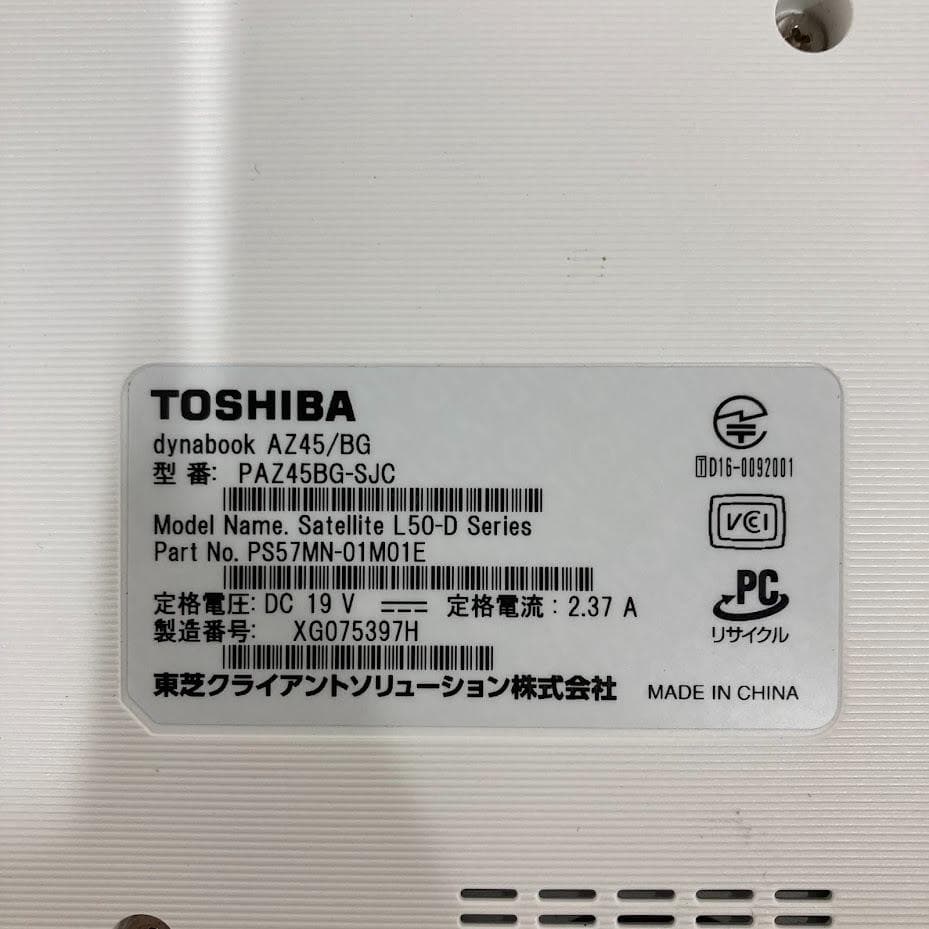 TOSHIBA
dynabook AZ45/BG
型 番: PAZ45BG-SJC
Model Name. Satellite L50-D Series
Part No. PS57MN-01M01E
定格電圧: DC 19 V 定格電流: 2.37 A
製造番号: XG075397H
東芝クライアントソリューション株式会社
MADE IN CHINA
T D16-0092001
VCI
PC
リサイクル